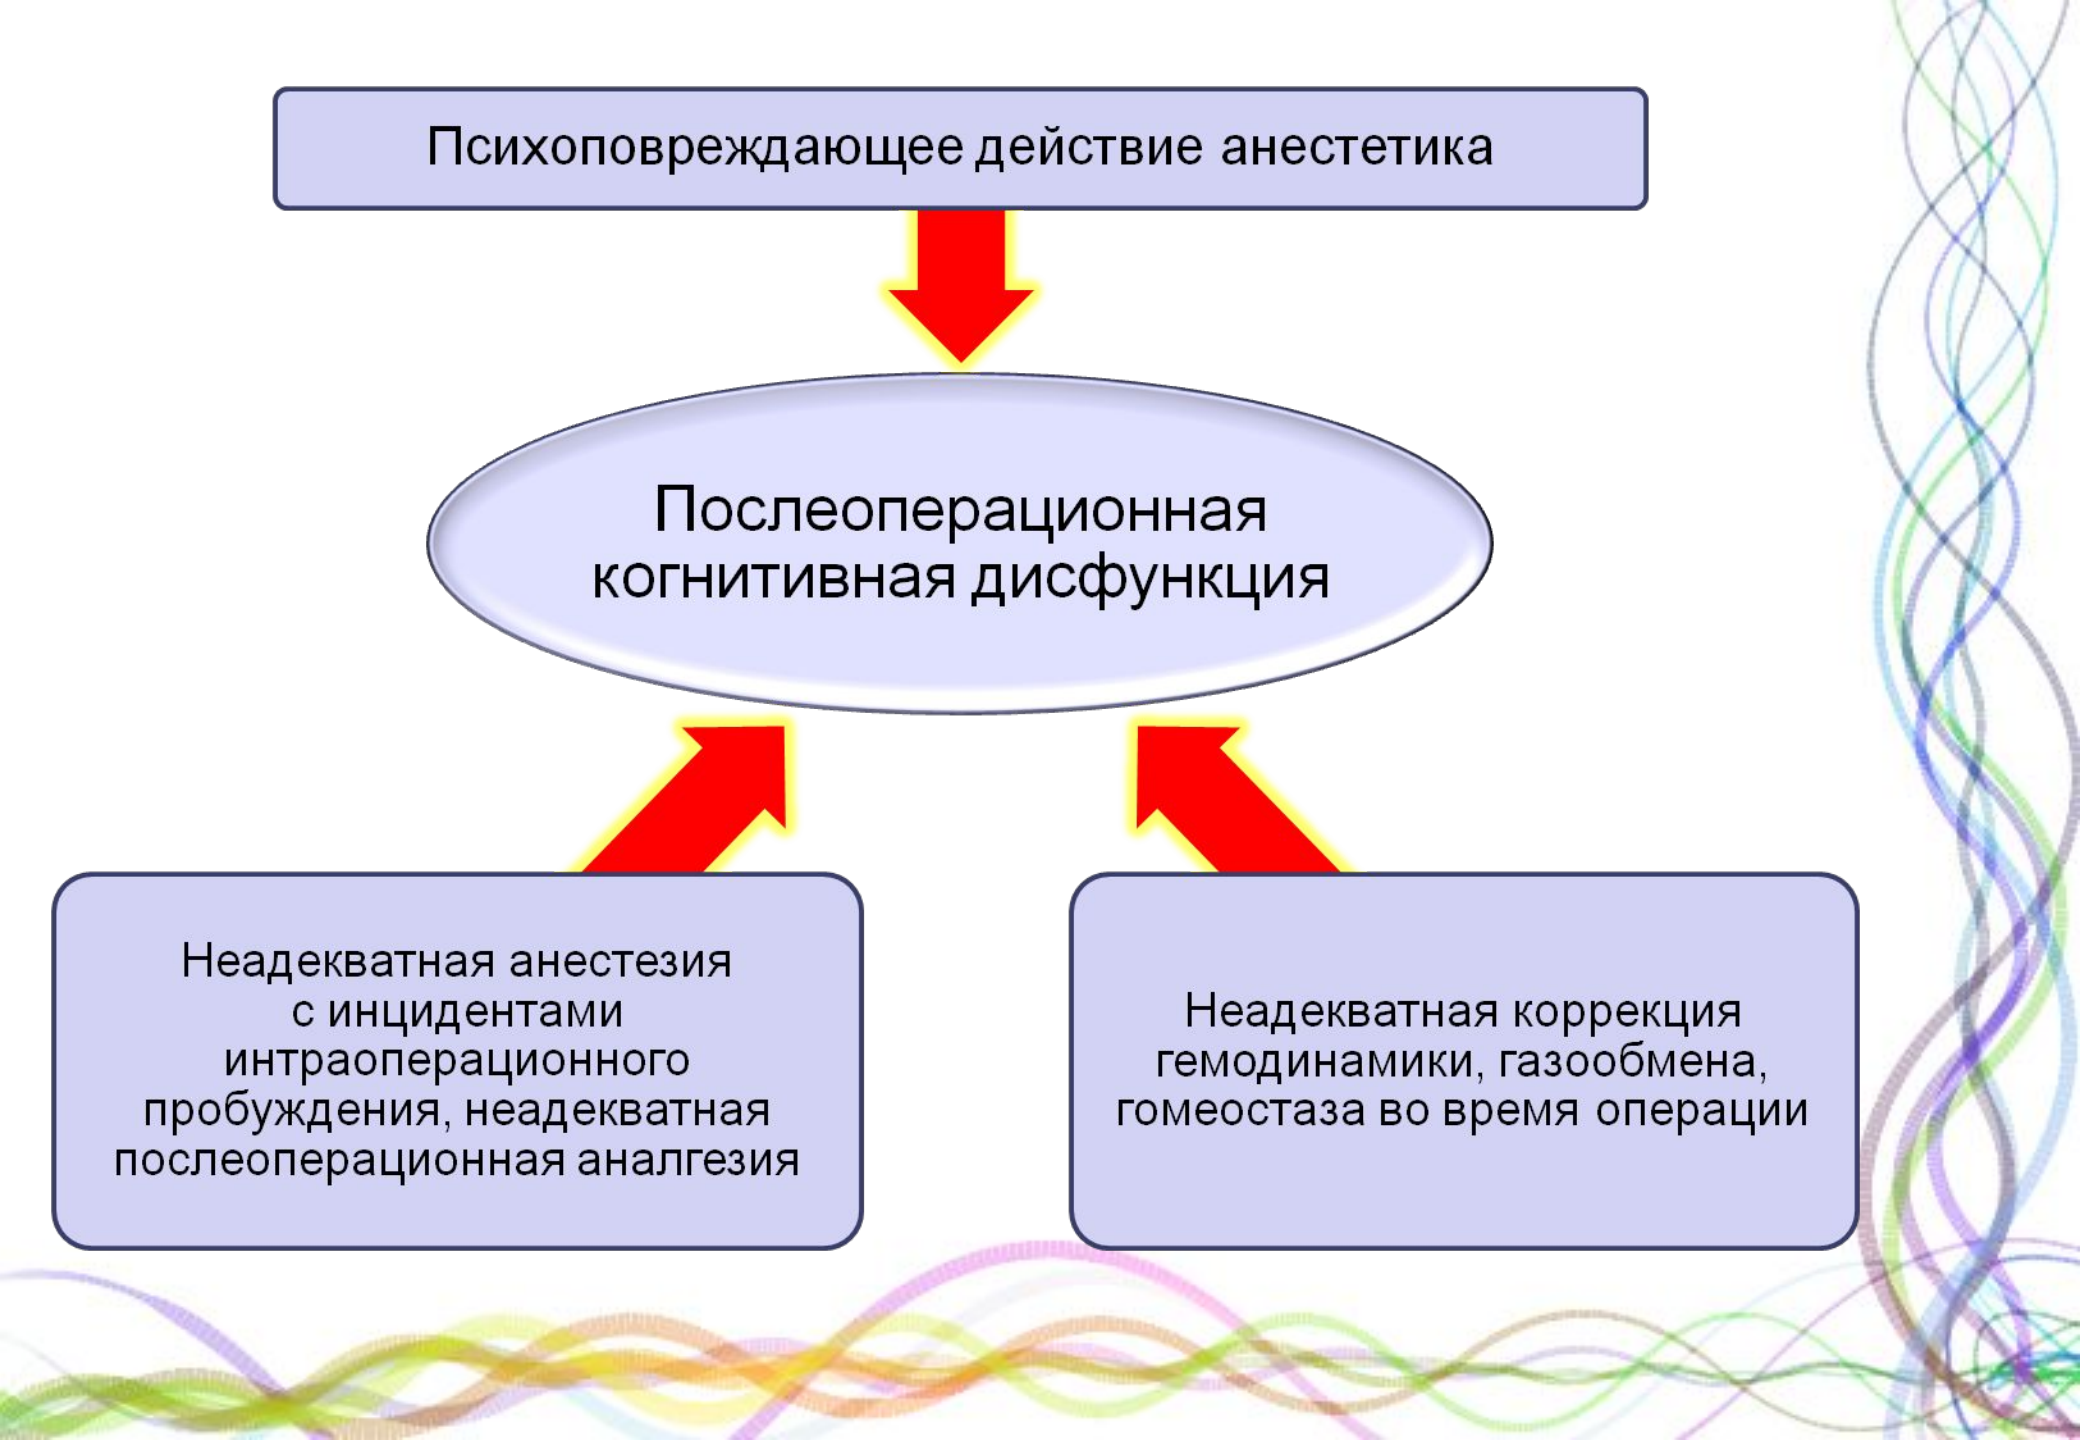 Психоповреждающее действие анестетика
Послеоперационная
когнитивная дисфункция
Неадекватная анестезия
с инцидентами
интраоперационного
пробуждения, неадекватная
послеоперационная аналгезия
Неадекватная коррекция
гемодинамики, газообмена,
гомеостаза во время операции